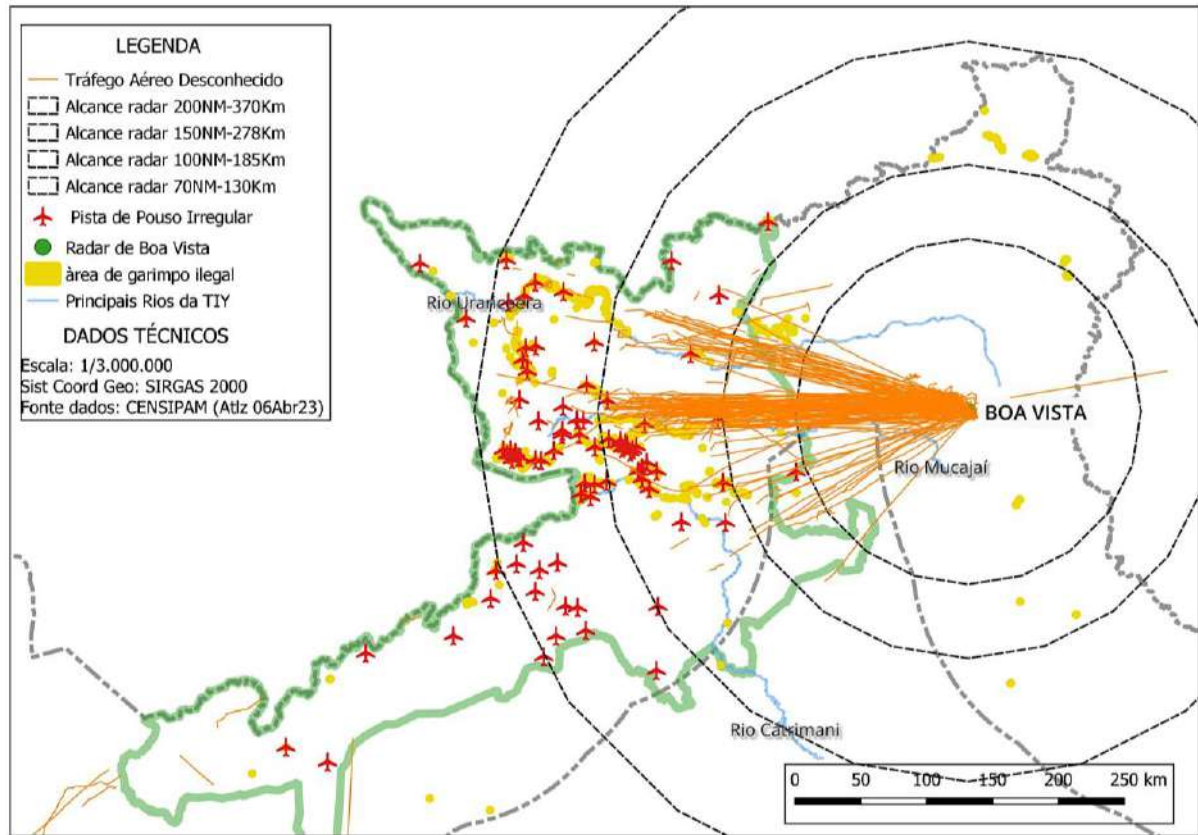 LEGENDA
Tráfego Aéreo Desconhecido
Alcance radar 200NM-370Km
Alcance radar 150NM-278Km
Alcance radar 100NM-185Km
Alcance radar 70NM-130Km
Pista de Pouso Irregular
Radar de Boa Vista
àrea de garimpo ilegal
Principais Rios da TIY
DADOS TÉCNICOS
Escala: 1/3.000.000
Sist Coord Geo: SIRGAS 2000
Fonte dados: CENSIPAM (Atlz 06Abr23)
Rio Uraricoera
BOA VISTA
Rio Mucajaí
Rio Catrimani
0 50 100 150 200 250 km